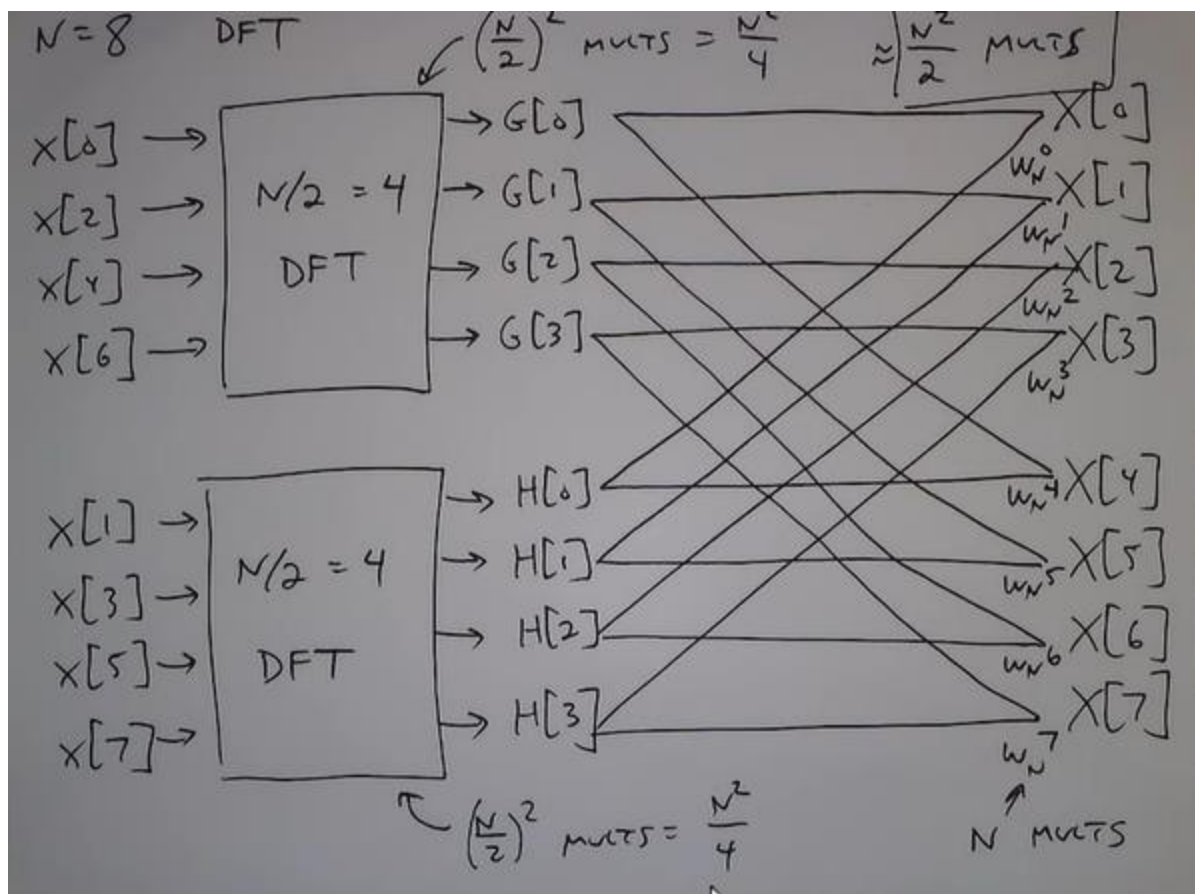 N = 8 DFT (N/2)² MULTS = N²/4 ≈ N²/2 MULTS
x[0] → → G[0] X[0]
W_N^0
x[2] → N/2 = 4 → G[1] X[1]
W_N^1
x[4] → DFT → G[2] X[2]
W_N^2
x[6] → → G[3] X[3]
W_N^3
x[1] → → H[0] W_N^4 X[4]
x[3] → N/2 = 4 → H[1] W_N^5 X[5]
x[5] → DFT → H[2] W_N^6 X[6]
x[7] → → H[3] W_N^7 X[7]
(N/2)² MULTS = N²/4 N MULTS